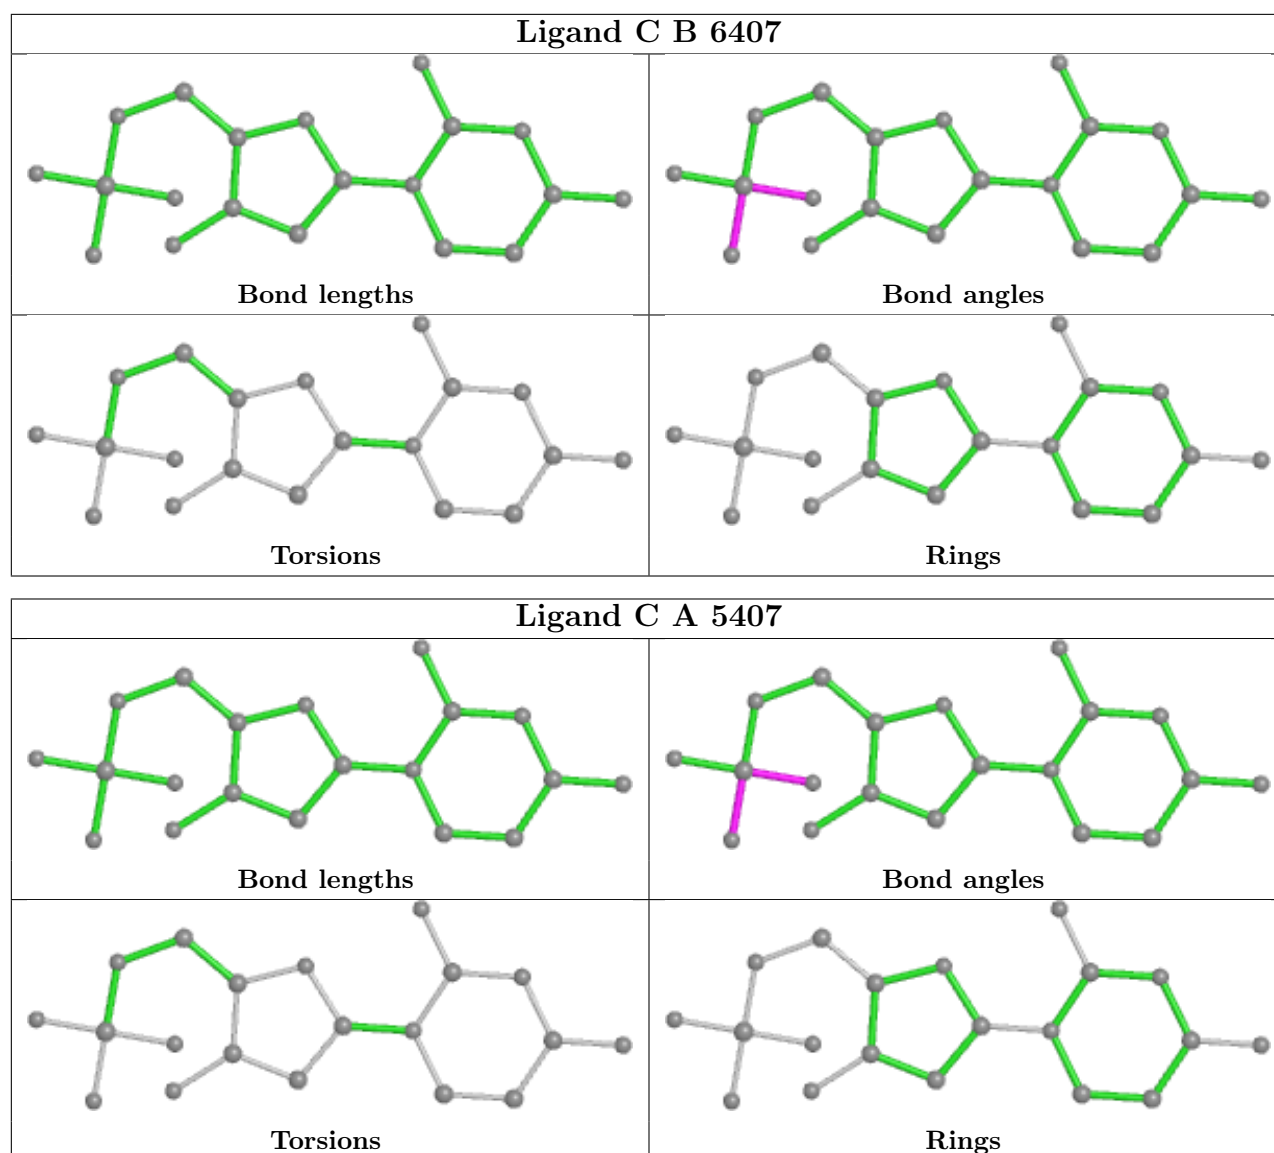 Ligand C B 6407
Bond lengths
Bond angles
Torsions
Rings
Ligand C A 5407
Bond lengths
Bond angles
Torsions
Rings